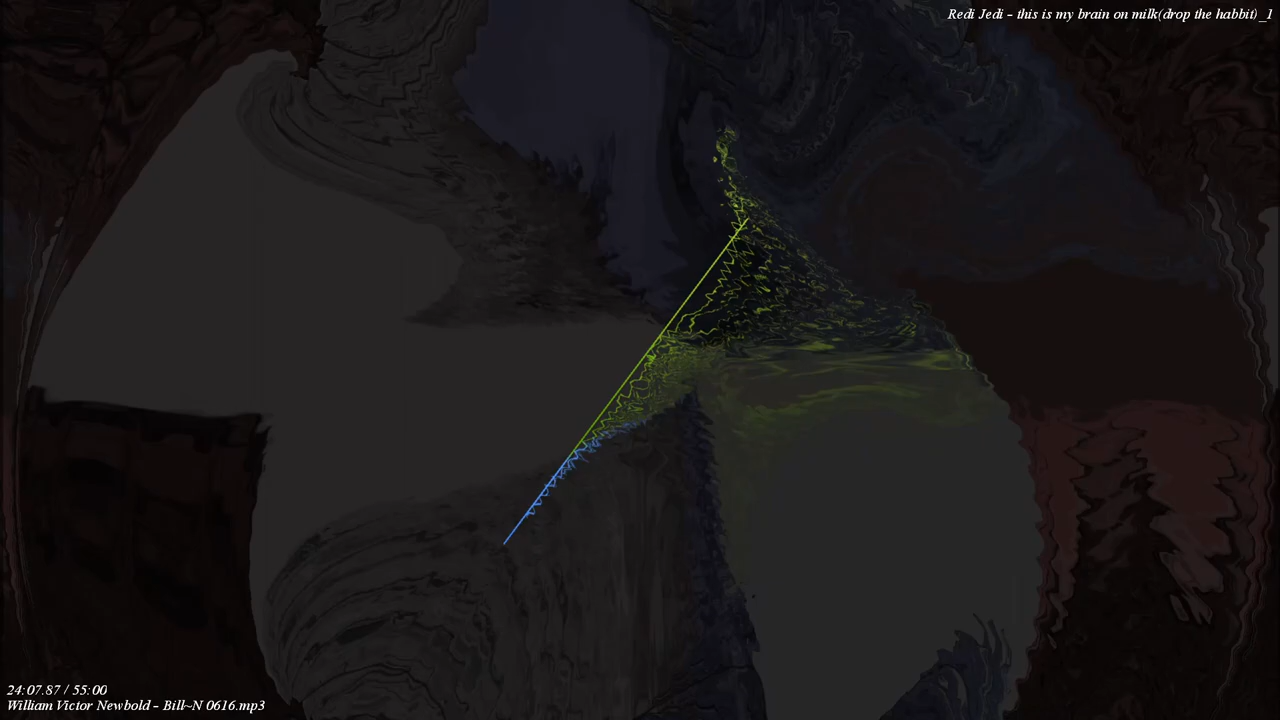 Redi Jedi - this is my brain on milk(drop the habbit) _1
24:07.87 / 55:00
William Victor Newbold - Bill~N 0616.mp3